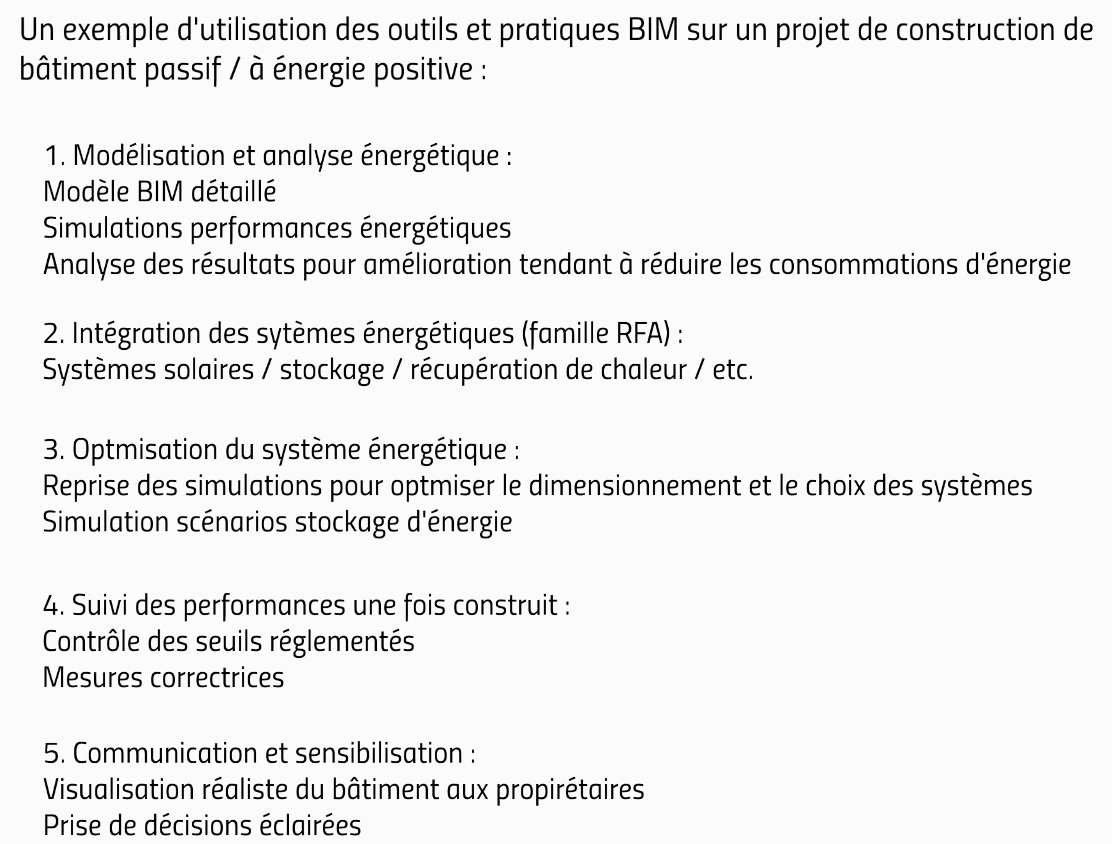 Un exemple d'utilisation des outils et pratiques BIM sur un projet de construction de
bâtiment passif / à énergie positive :
1. Modélisation et analyse énergétique :
Modèle BIM détaillé
Simulations performances énergétiques
Analyse des résultats pour amélioration tendant à réduire les consommations d'énergie
2. Intégration des sytèmes énergétiques (famille RFA) :
Systèmes solaires / stockage / récupération de chaleur / etc.
3. Optmisation du système énergétique :
Reprise des simulations pour optmiser le dimensionnement et le choix des systèmes
Simulation scénarios stockage d'énergie
4. Suivi des performances une fois construit :
Contrôle des seuils réglementés
Mesures correctrices
5. Communication et sensibilisation :
Visualisation réaliste du bâtiment aux propirétaires
Prise de décisions éclairées